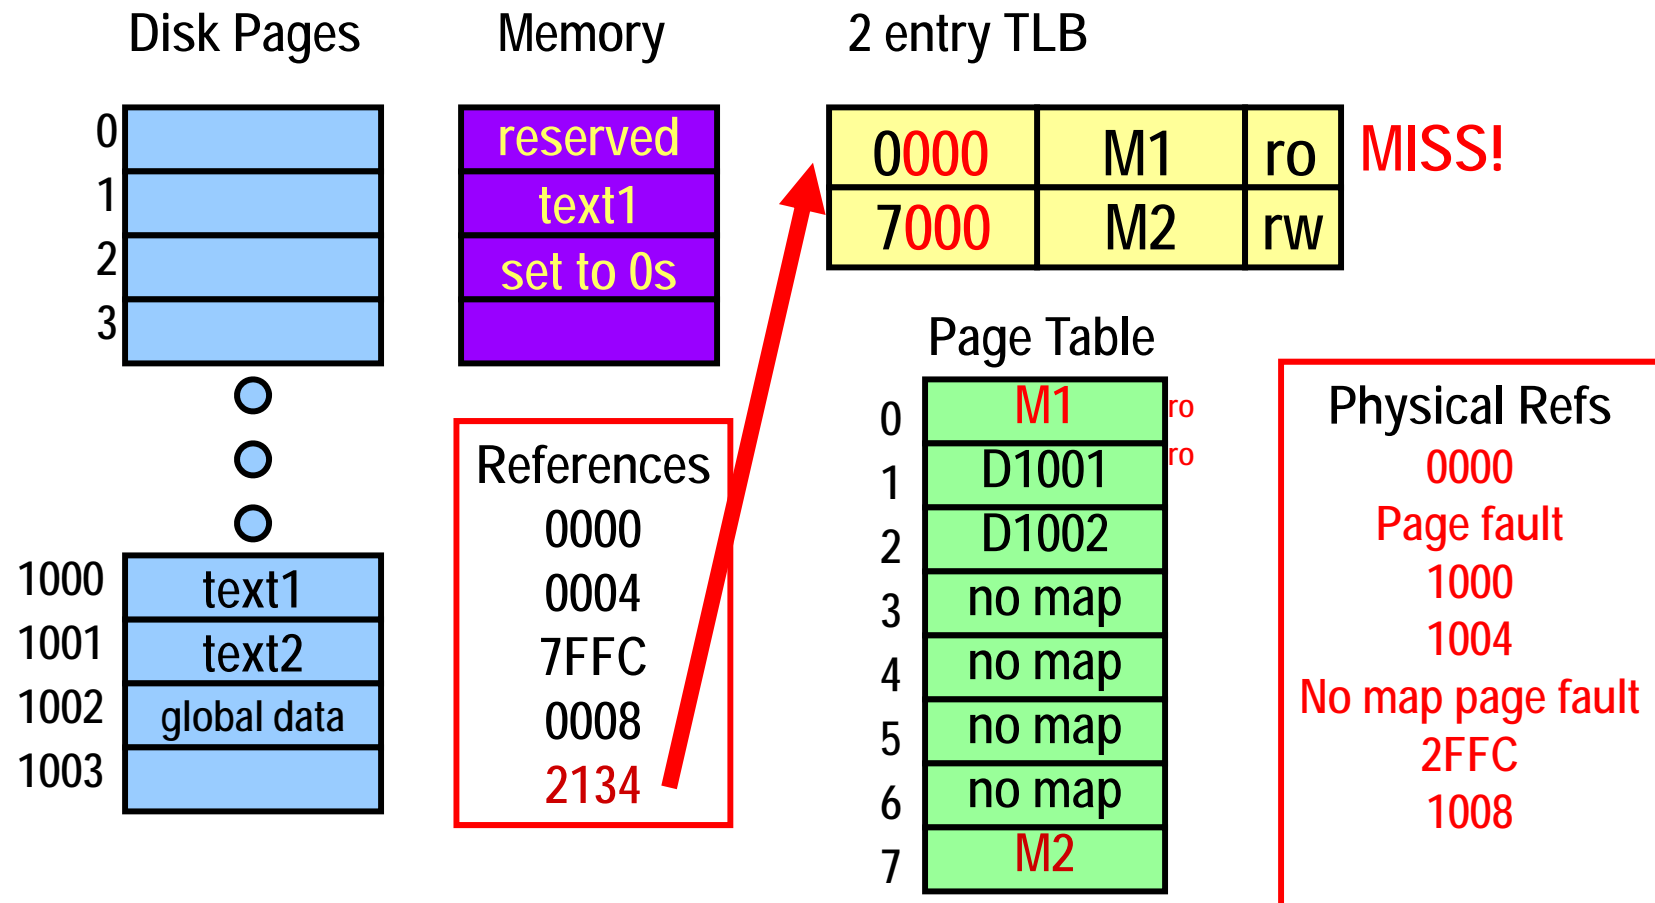 Disk Pages
Memory
2 entry TLB
0
1
2
3
1000 text1
1001 text2
1002 global data
1003
reserved
text1
set to 0s
References
0000
0004
7FFC
0008
2134
0000 M1 ro MISS!
7000 M2 rw
Page Table
0 M1 ro
1 D1001 ro
2 D1002
3 no map
4 no map
5 no map
6 no map
7 M2
Physical Refs
0000
Page fault
1000
1004
No map page fault
2FFC
1008